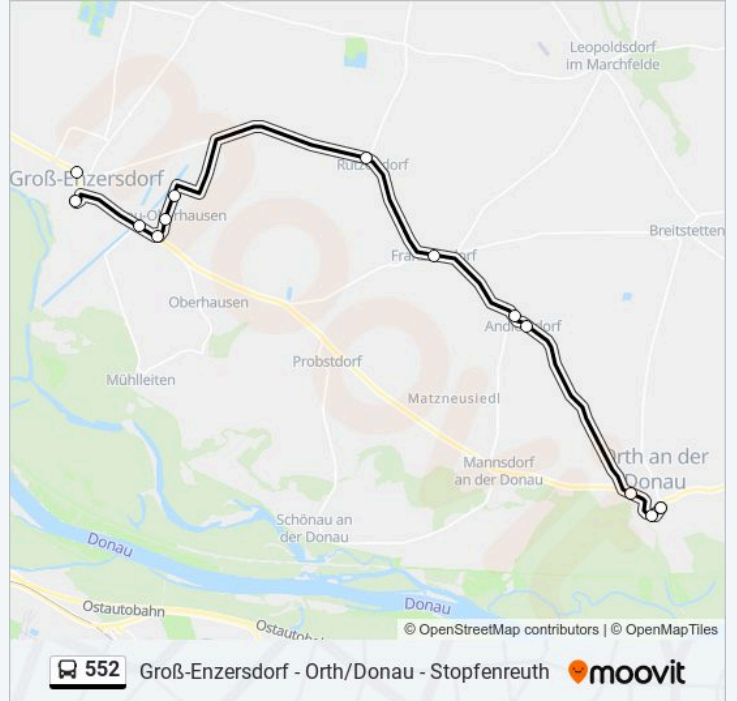 Leopoldsdorf
im Marchfelde
Groß-Enzersdorf
Breitstetten
Oberhausen
Probstdorf
Mühlleiten
Matzneusiedl
Orth an der
Donau
Mannsdorf
an der Donau
Schönau an
der Donau
Donau
Donau
Ostautobahn
© OpenStreetMap contributors | © OpenMapTiles
552 Groß-Enzersdorf - Orth/Donau - Stopfenreuth moovit